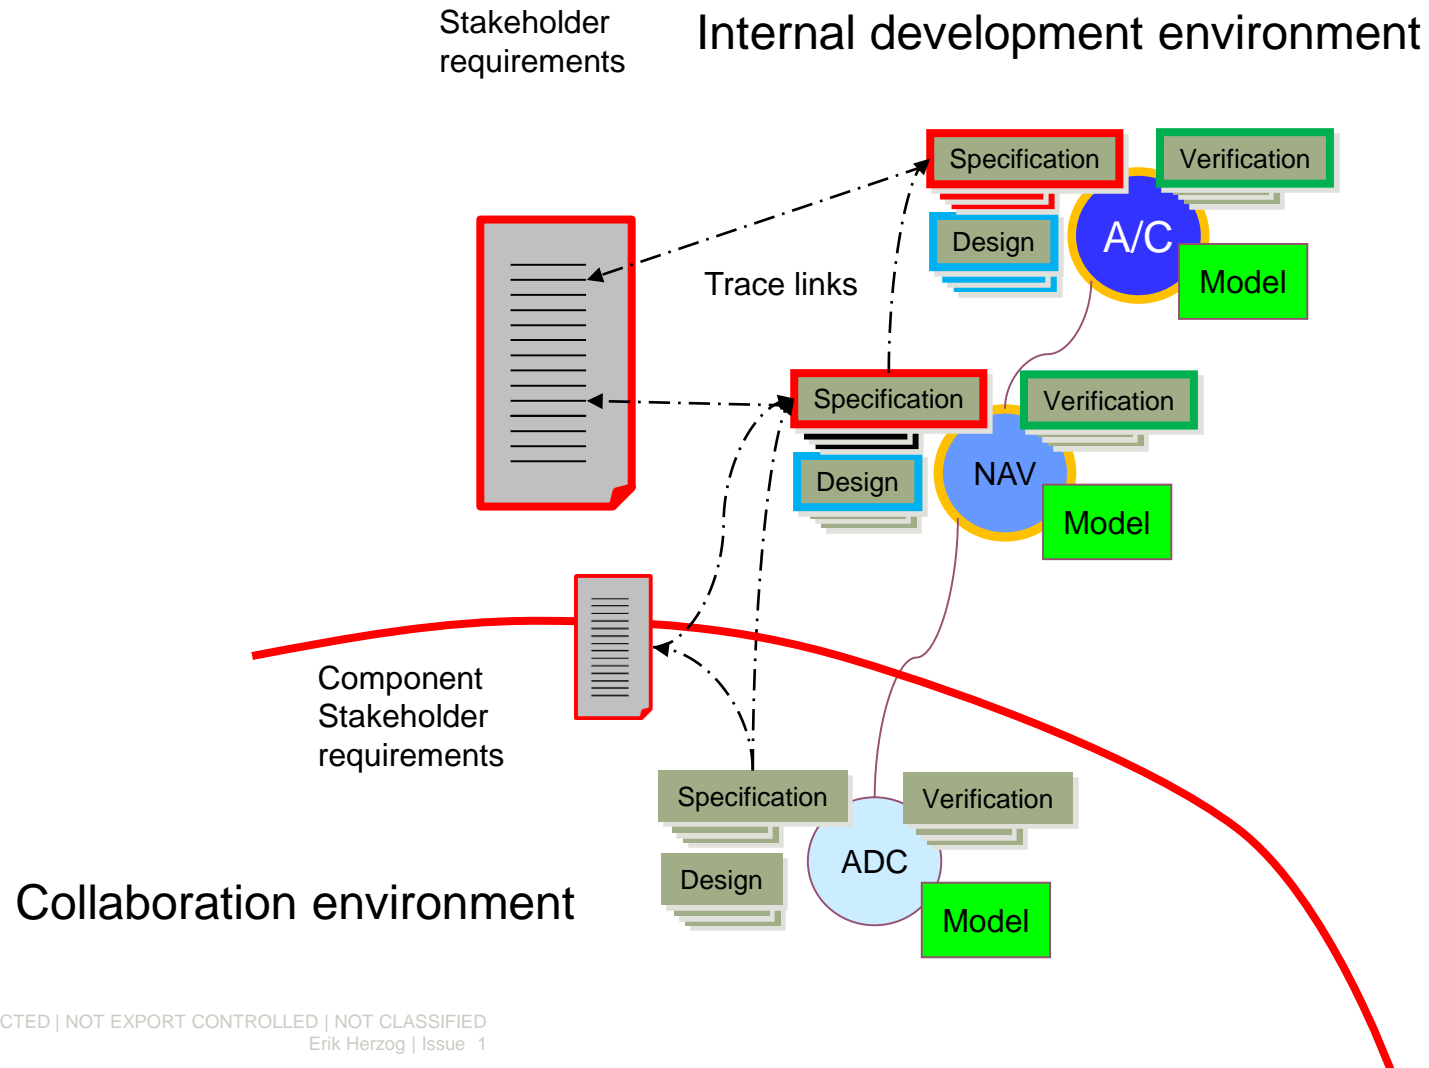 Stakeholder
requirements
Internal development environment
Specification
Verification
Design
A/C
Model
Trace links
Specification
Verification
Design
NAV
Model
Component
Stakeholder
requirements
Specification
Verification
Design
ADC
Model
Collaboration environment
CTED | NOT EXPORT CONTROLLED | NOT CLASSIFIED
Erik Herzog | Issue 1